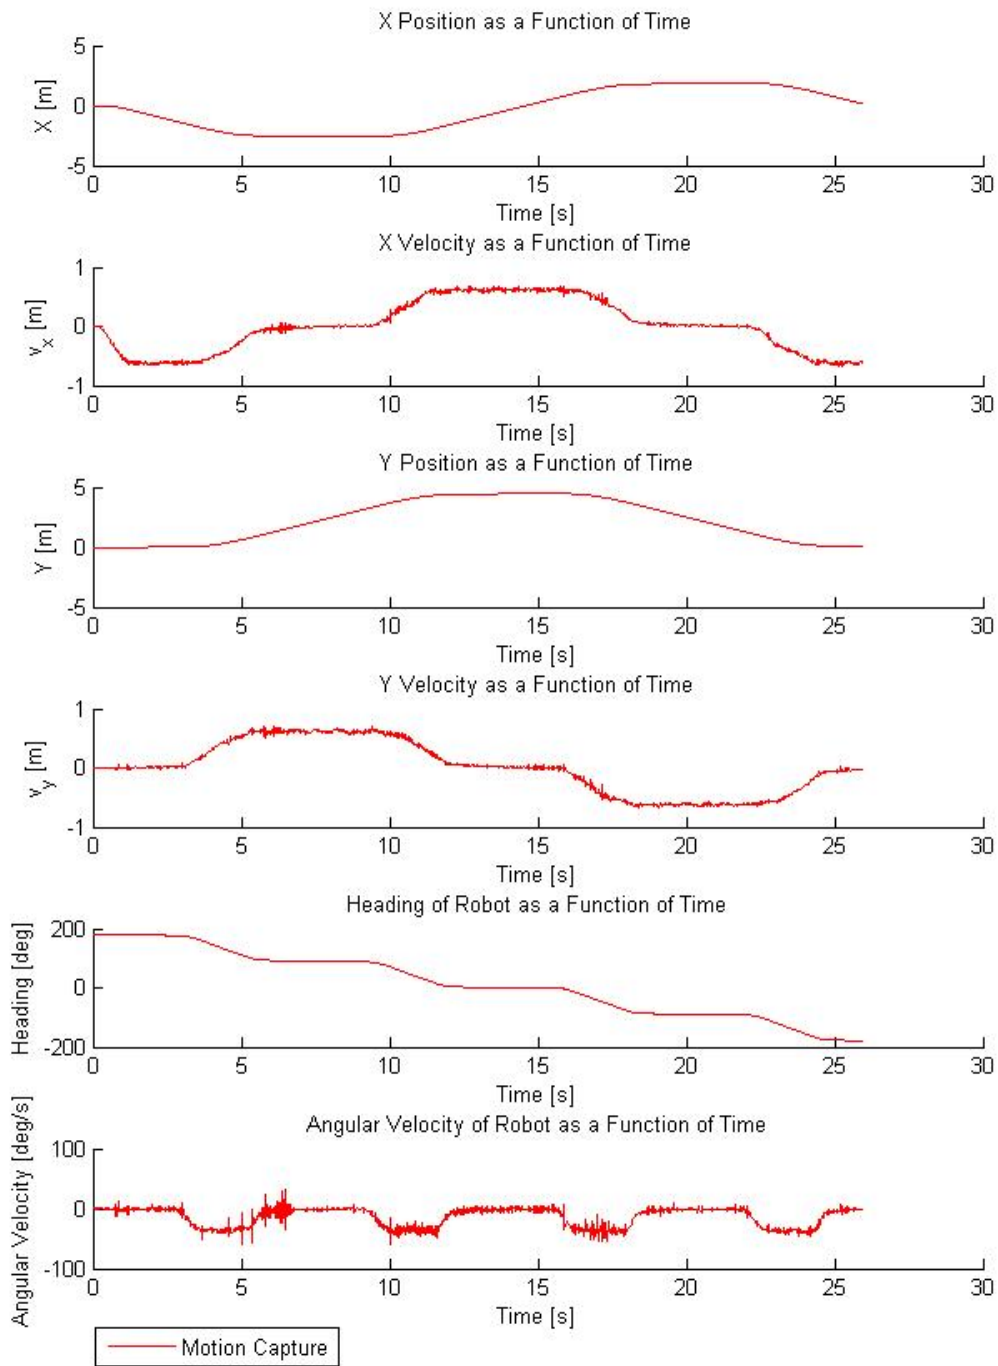 X Position as a Function of Time
5
0
-5
X [m]
0 5 10 15 20 25 30
Time [s]
X Velocity as a Function of Time
1
0
-1
v_x [m]
0 5 10 15 20 25 30
Time [s]
Y Position as a Function of Time
5
0
-5
Y [m]
0 5 10 15 20 25 30
Time [s]
Y Velocity as a Function of Time
1
0
-1
v_y [m]
0 5 10 15 20 25 30
Time [s]
Heading of Robot as a Function of Time
200
0
-200
Heading [deg]
0 5 10 15 20 25 30
Time [s]
Angular Velocity of Robot as a Function of Time
100
0
-100
Angular Velocity [deg/s]
0 5 10 15 20 25 30
Time [s]
Motion Capture